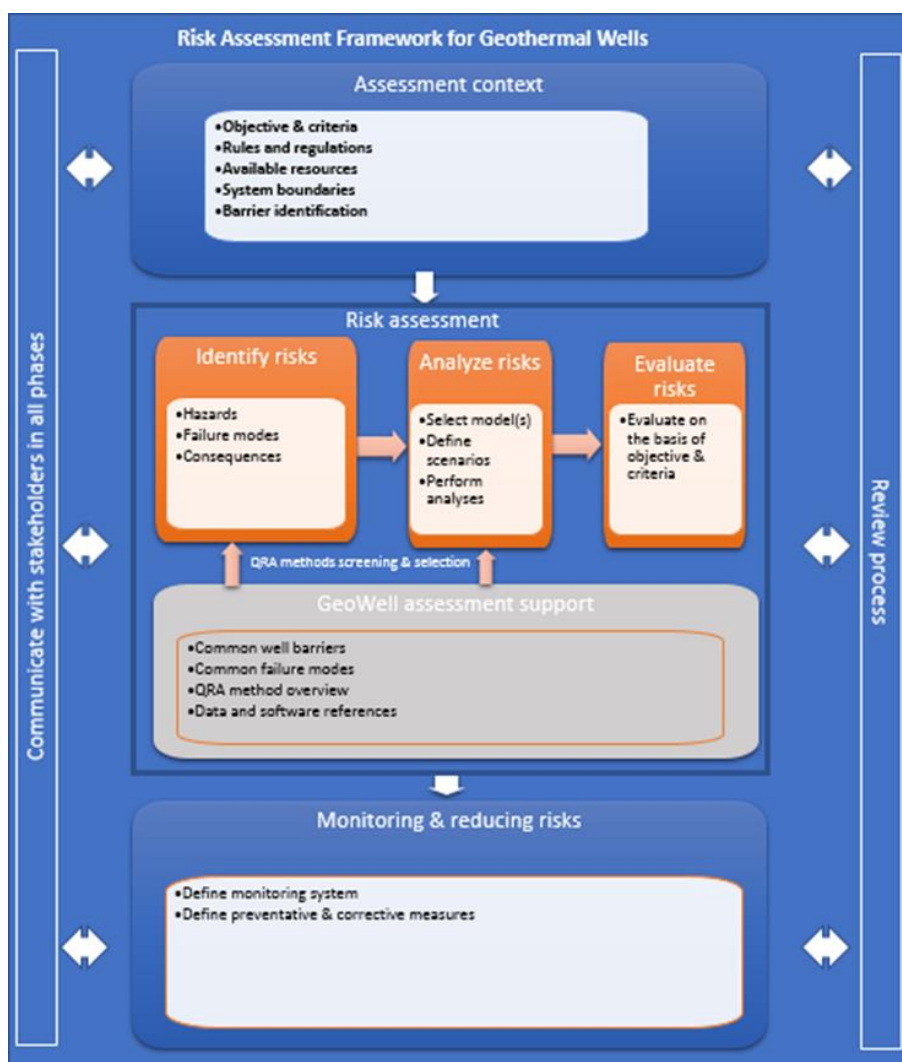 Risk Assessment Framework for Geothermal Wells
Assessment context
•Objective & criteria
•Rules and regulations
•Available resources
•System boundaries
•Barrier identification
Communicate with stakeholders in all phases
Review process
Risk assessment
Identify risks
•Hazards
•Failure modes
•Consequences
Analyze risks
•Select model(s)
•Define
scenarios
•Perform
analyses
Evaluate
risks
•Evaluate on
the basis of
objective &
criteria
QRA methods screening & selection
GeoWell assessment support
•Common well barriers
•Common failure modes
•QRA method overview
•Data and software references
Monitoring & reducing risks
•Define monitoring system
•Define preventative & corrective measures